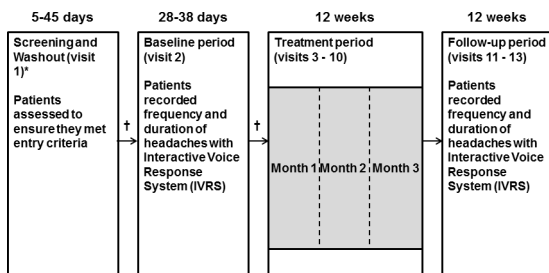 5-45 days
28-38 days
12 weeks
12 weeks
Screening and
Washout (visit
1)*
Patients
assessed to
ensure they met
entry criteria
†
Baseline period
(visit 2)
Patients
recorded
frequency and
duration of
headaches with
Interactive Voice
Response
System (IVRS)
†
Treatment period
(visits 3 - 10)
Month 1
Month 2
Month 3
Follow-up period
(visits 11 - 13)
Patients
recorded
frequency and
duration of
headaches with
Interactive Voice
Response
System (IVRS)